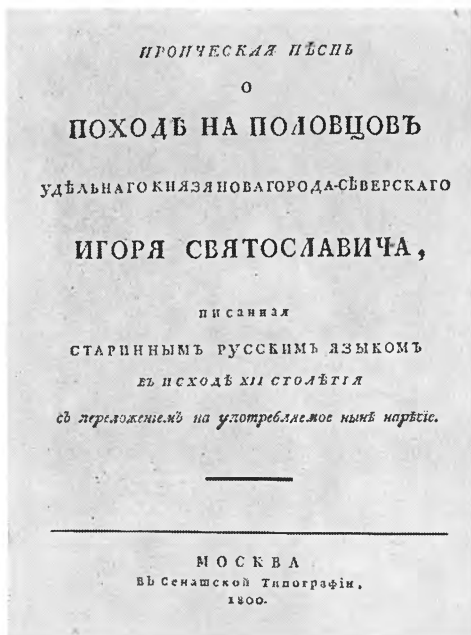 ИРОИЧЕСКАЯ ПѢСНЬ
О
ПОХОДѢ НА ПОЛОВЦОВЪ
УДѢЛЬНАГО КНЯЗЯ НОВАГОРОДА-СѢВЕРСКАГО
ИГОРЯ СВЯТОСЛАВИЧА,
писанная
СТАРИННЫМЪ РУССКИМЪ ЯЗЫКОМЪ
ВЪ ИСХОДѢ XII СТОЛѢТІЯ
съ переложеніемъ на употребляемое нынѣ нарѣчіе.
МОСКВА
Въ Сенатской Типографіи,
1800.